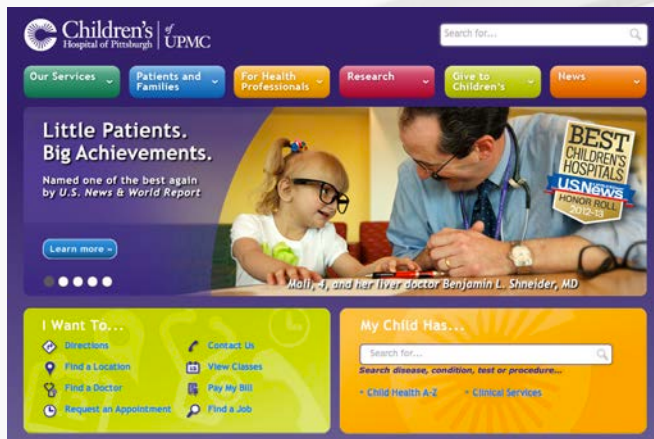 Children's of
Hospital of Pittsburgh UPMC
Search for...
Our Services
Patients and
Families
For Health
Professionals
Research
Give to
Children's
News
Little Patients.
Big Achievements.
Named one of the best again
by U.S. News & World Report
Learn more »
BEST
CHILDREN'S
HOSPITALS
US News
HONOR ROLL
2012-13
Mali, 4, and her liver doctor Benjamin L. Shneider, MD
I Want To...
Directions
Find a Location
Find a Doctor
Request an Appointment
Contact Us
View Classes
Pay My Bill
Find a Job
My Child Has...
Search for...
Search disease, condition, test or procedure...
Child Health A-Z
Clinical Services